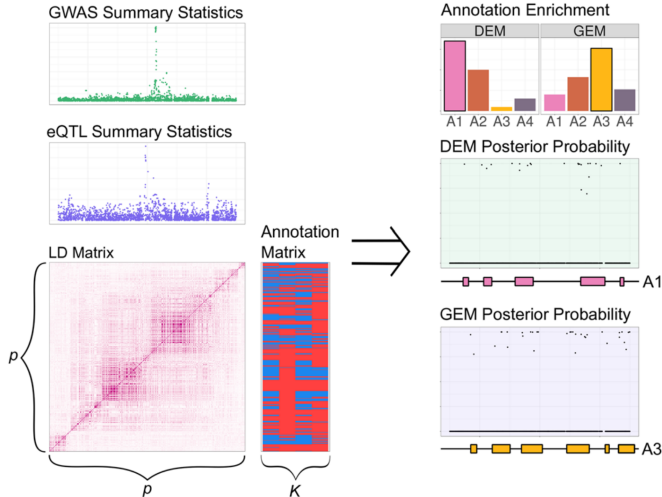 GWAS Summary Statistics
eQTL Summary Statistics
LD Matrix
Annotation
Matrix
p
p
K
Annotation Enrichment
DEM GEM
A1 A2 A3 A4 A1 A2 A3 A4
DEM Posterior Probability
A1
GEM Posterior Probability
A3